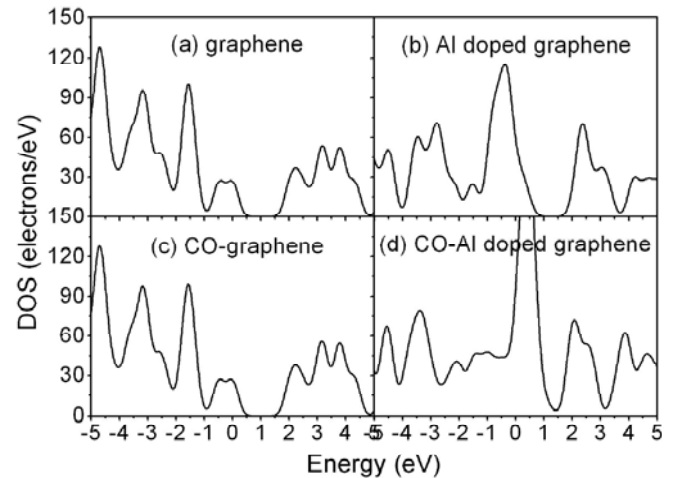 150
120
90
60
30
150
(a) graphene
(b) Al doped graphene
120
90
60
30
0
(c) CO-graphene
(d) CO-Al doped graphene
DOS (electrons/eV)
-5 -4 -3 -2 -1 0 1 2 3 4 -5 -4 -3 -2 -1 0 1 2 3 4 5
Energy (eV)